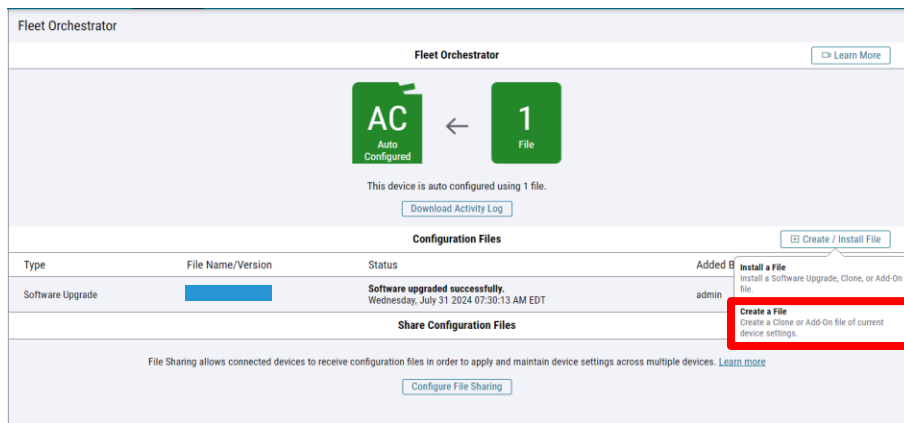 Fleet Orchestrator
Fleet Orchestrator
Learn More
AC
Auto
Configured
1
File
This device is auto configured using 1 file.
Download Activity Log
Configuration Files
Create / Install File
Type
File Name/Version
Status
Added B
Install a File
Install a Software Upgrade, Clone, or Add-On
file.
Software Upgrade
Software upgraded successfully.
Wednesday, July 31 2024 07:30:13 AM EDT
admin
Create a File
Create a Clone or Add-On file of current
device settings.
Share Configuration Files
File Sharing allows connected devices to receive configuration files in order to apply and maintain device settings across multiple devices. Learn more
Configure File Sharing